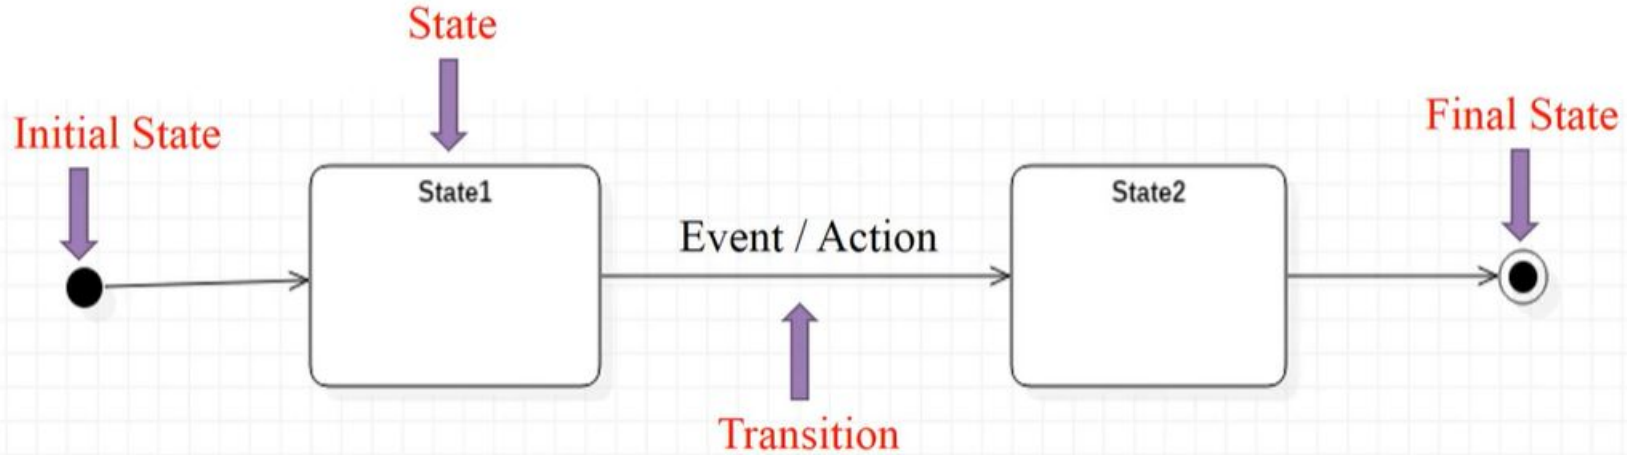 State
Initial State
Final State
State1
State2
Event / Action
Transition